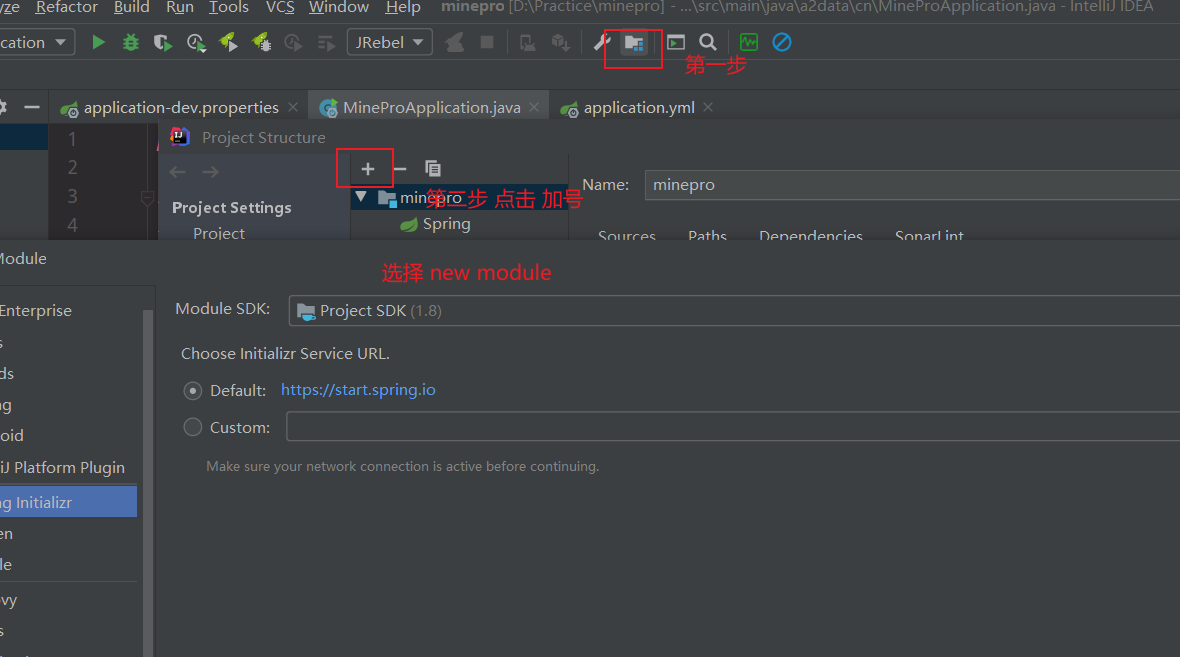 yze Refactor Build Run Tools VCS Window Help minepro [D:\Practice\minepro] - ...\src\main\java\a2data\cn\MineProApplication.java - IntelliJ IDEA
cation JRebel
第一步
application-dev.properties MineProApplication.java application.yml
1 Project Structure
2
3 Project Settings minepro Name: minepro
第二步 点击 加号
4 Project Spring Sources Paths Dependencies SonarLint
Module
选择 new module
Enterprise Module SDK: Project SDK (1.8)
s Choose Initializr Service URL.
ds Default: https://start.spring.io
ng Custom:
oid
iJ Platform Plugin Make sure your network connection is active before continuing.
ng Initializr
en
le
vy
s